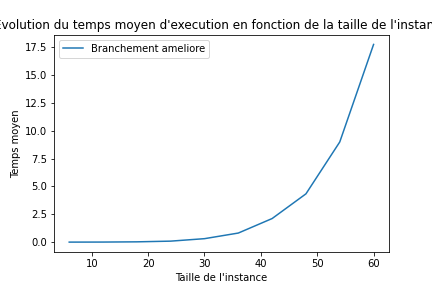 Evolution du temps moyen d'execution en fonction de la taille de l'instan
Branchement ameliore
17.5
15.0
12.5
10.0
7.5
5.0
2.5
0.0
Temps moyen
10 20 30 40 50 60
Taille de l'instance